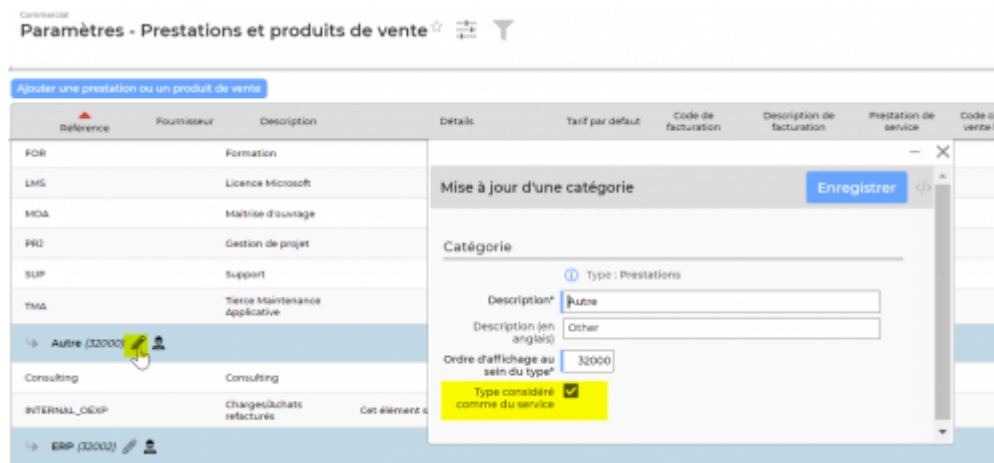 Commercial
Paramètres - Prestations et produits de vente
Ajouter une prestation ou un produit de vente
Référence
Fournisseur
Description
Détails
Tarif par défaut
Code de
facturation
Description de
facturation
Prestation de
service
Code c
vente
FOR
Formation
LMS
Licence Microsoft
MOA
Maitrise d'ouvrage
PRJ
Gestion de projet
SUP
Support
TMA
Tierce Maintenance
Applicative
Autre (32000)
Consulting
Consulting
INTERNAL_OEXP
Charges/Achats
refacturés
Cet élément s
ERP (32002)
Mise à jour d'une catégorie
Enregistrer
Catégorie
Type : Prestations
Description*
Autre
Description (en
anglais)
Other
Ordre d'affichage au
sein du type*
32000
Type considéré
comme du service